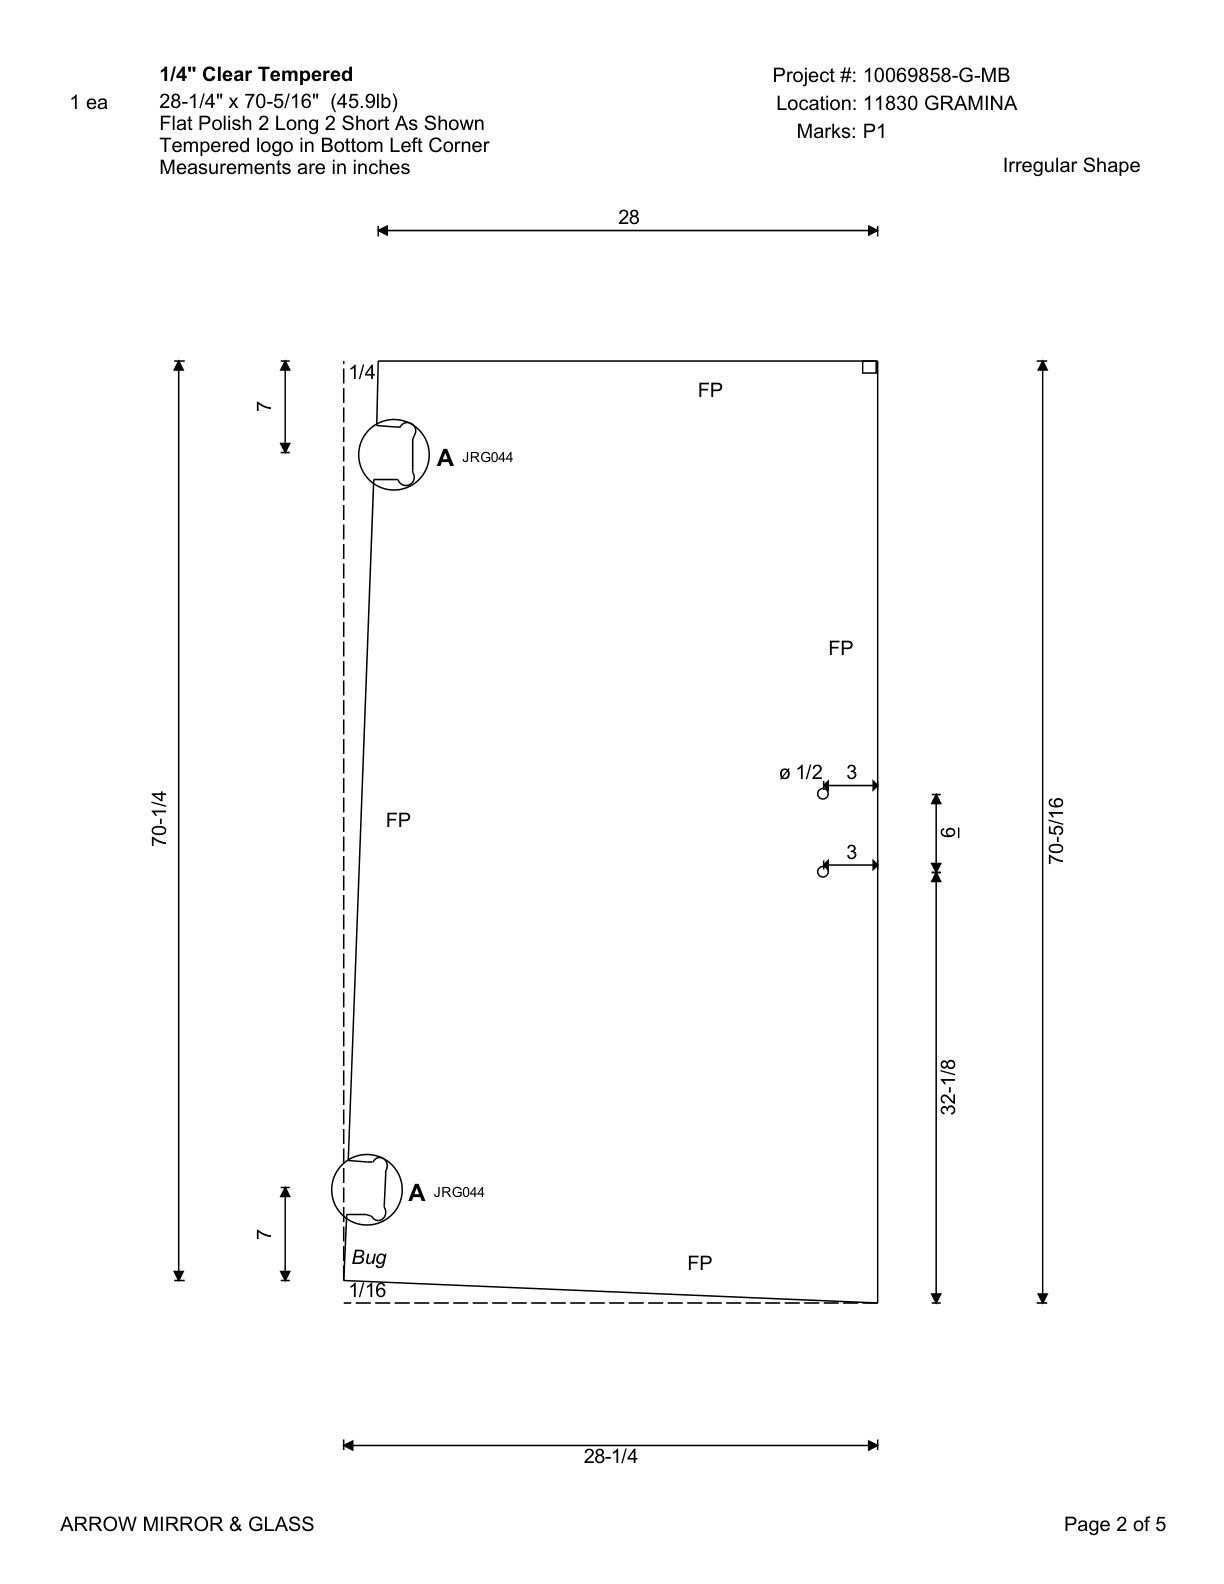 1/4" Clear Tempered
1 ea
28-1/4" x 70-5/16" (45.9lb)
Flat Polish 2 Long 2 Short As Shown
Tempered logo in Bottom Left Corner
Measurements are in inches
Project #: 10069858-G-MB
Location: 11830 GRAMINA
Marks: P1
Irregular Shape
28
1/4
FP
7
A JRG044
FP
ø 1/2
3
70-1/4
FP
6
70-5/16
3
32-1/8
A JRG044
7
Bug
FP
1/16
28-1/4
ARROW MIRROR & GLASS
Page 2 of 5